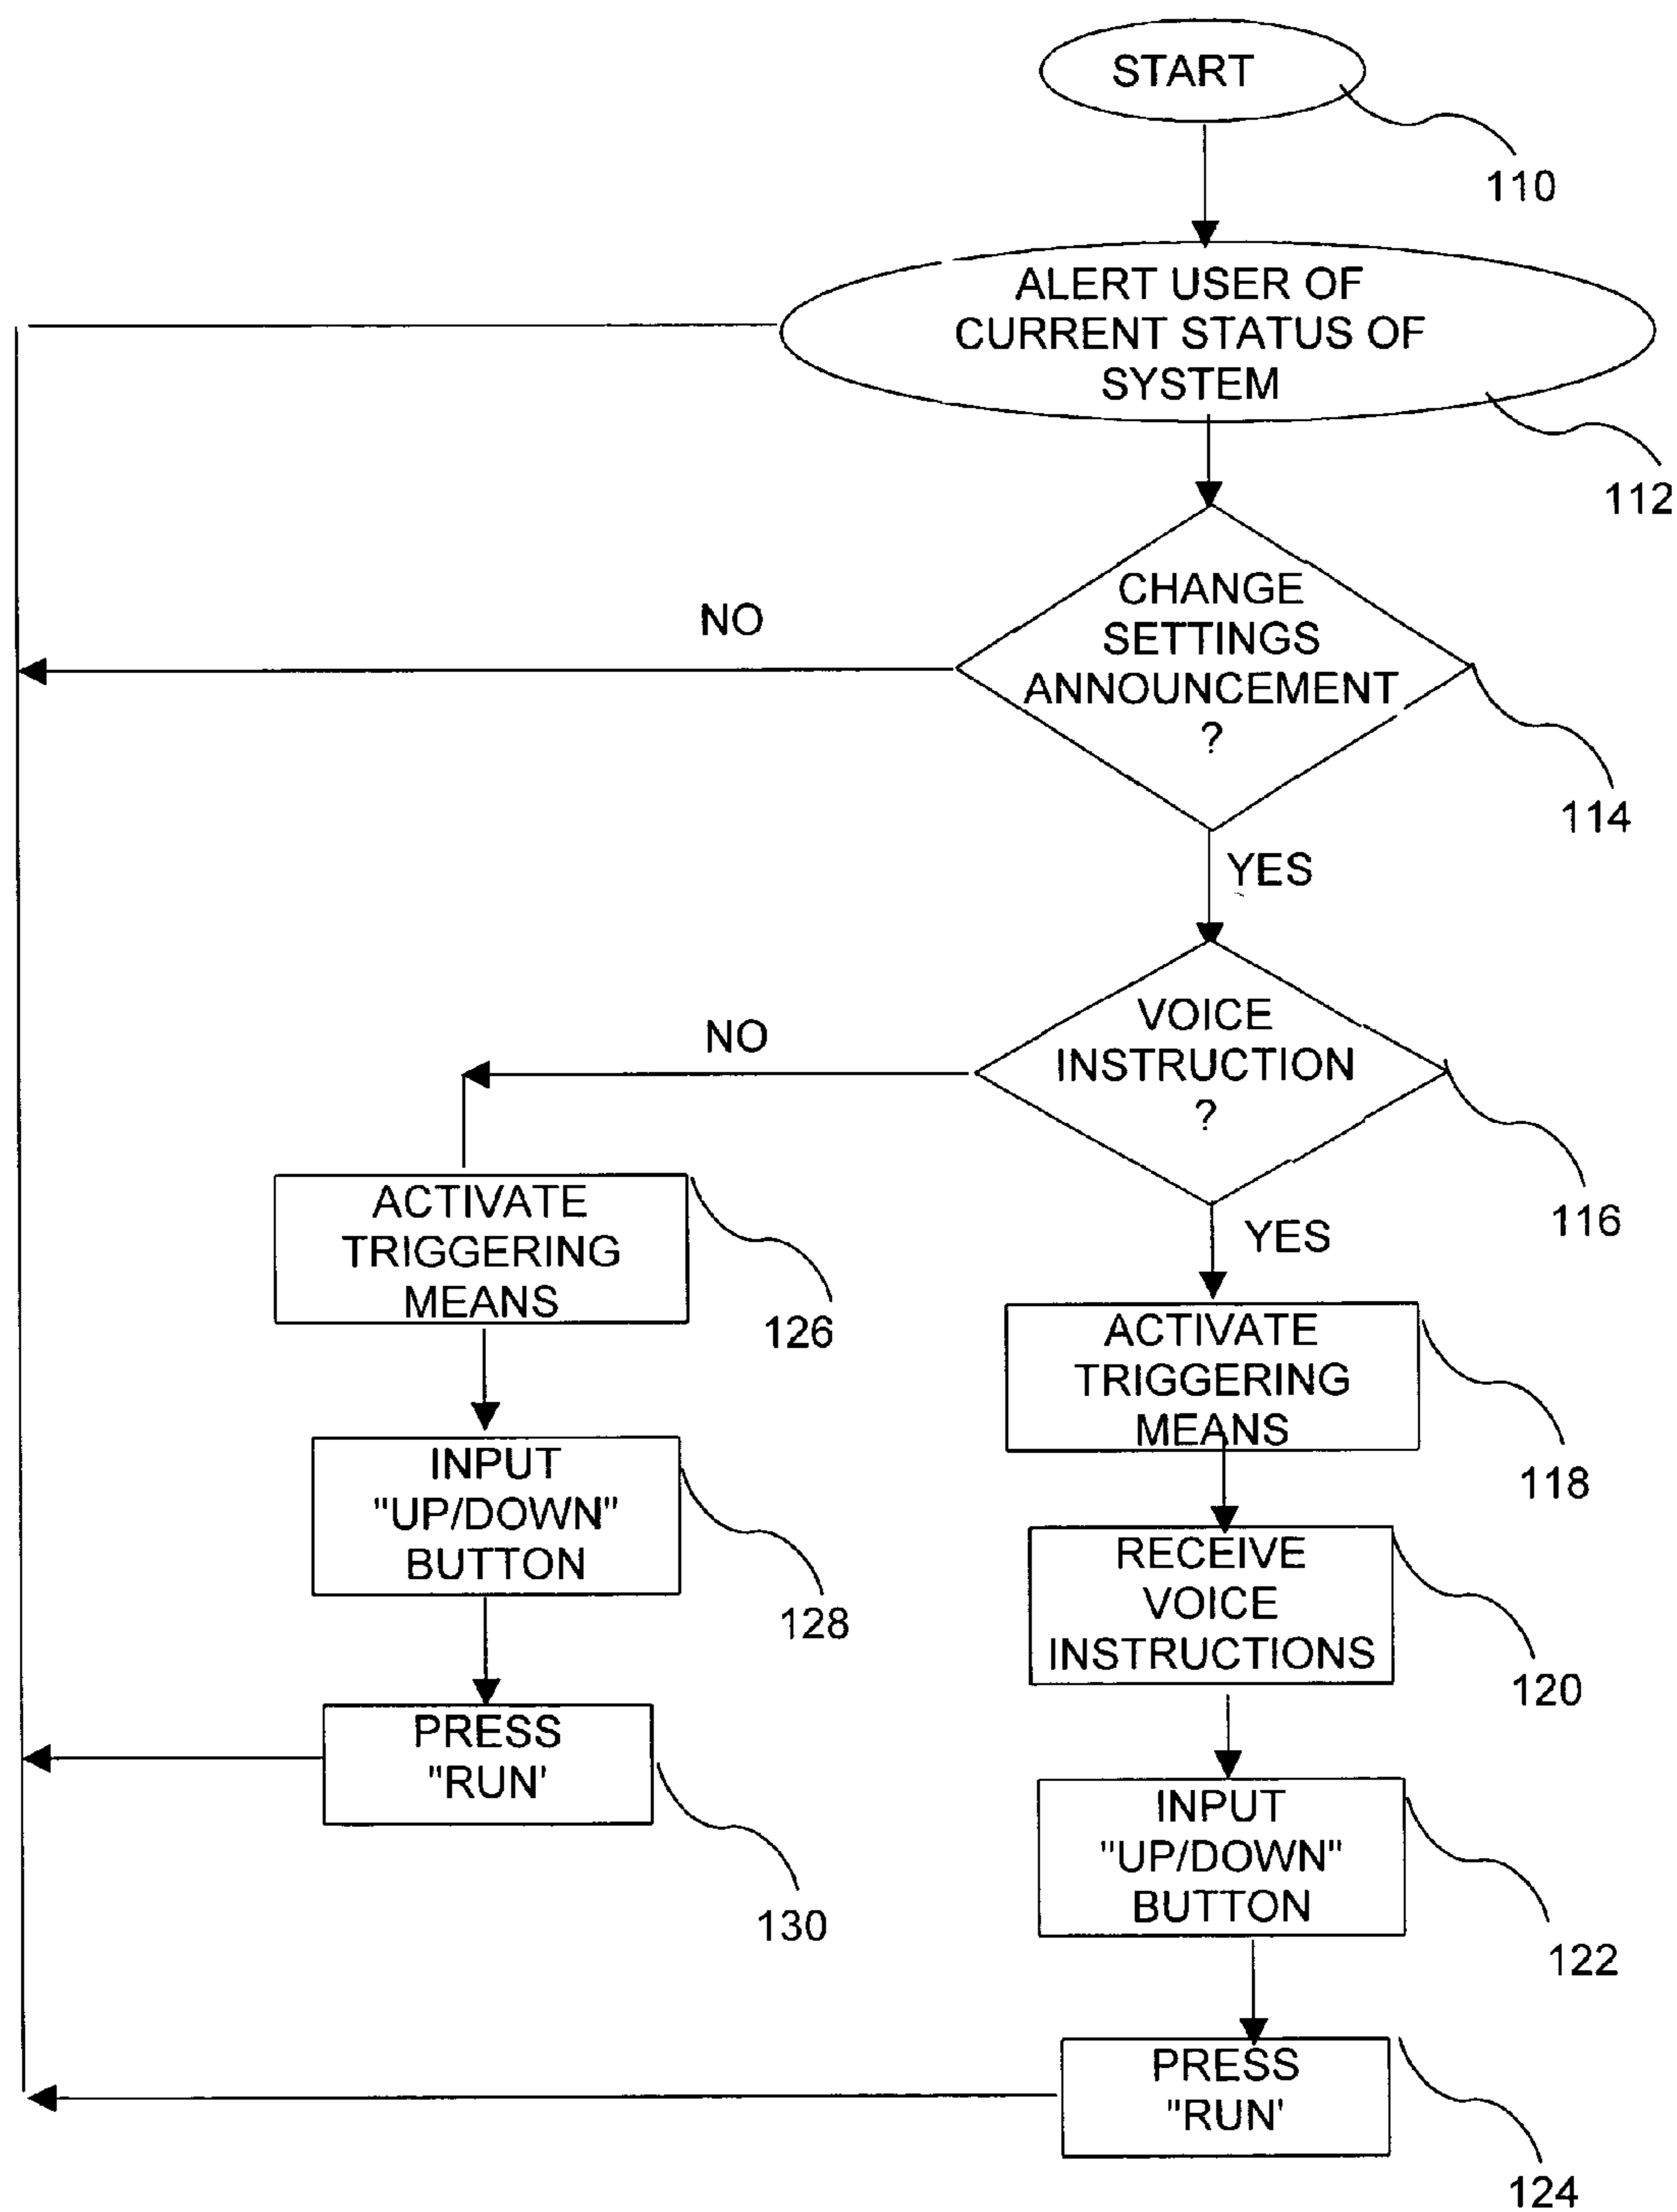 START
110
ALERT USER OF
CURRENT STATUS OF
SYSTEM
112
CHANGE
SETTINGS
ANNOUNCEMENT
?
114
NO
YES
VOICE
INSTRUCTION
?
116
NO
YES
ACTIVATE
TRIGGERING
MEANS
126
ACTIVATE
TRIGGERING
MEANS
118
INPUT
"UP/DOWN"
BUTTON
128
RECEIVE
VOICE
INSTRUCTIONS
120
PRESS
"RUN'
130
INPUT
"UP/DOWN"
BUTTON
122
PRESS
"RUN'
124